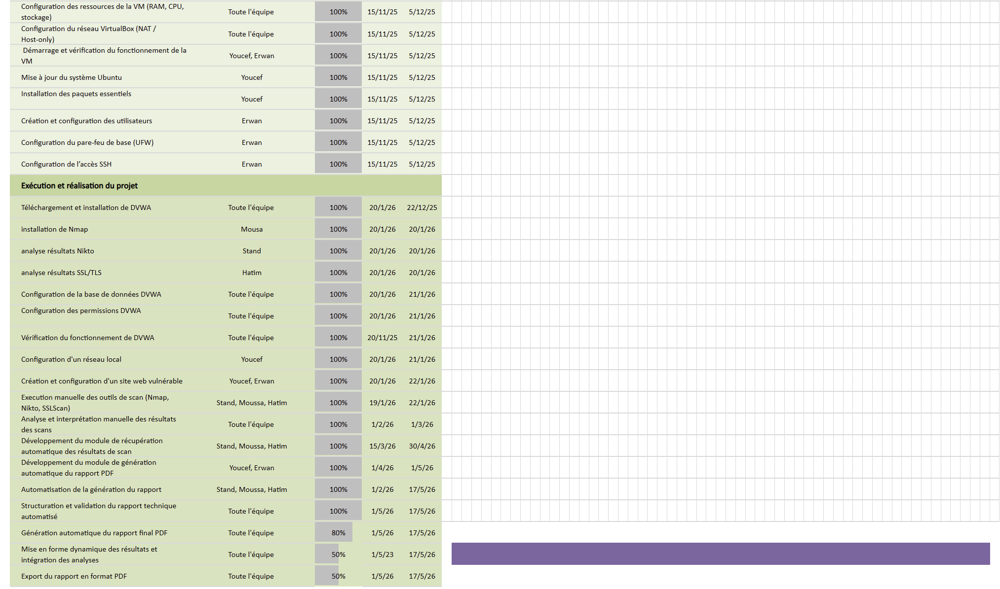 Configuration des ressources de la VM (RAM, CPU,
stockage)
Toute l'équipe 100% 15/11/25 5/12/25
Configuration du réseau VirtualBox (NAT /
Host-only)
Toute l'équipe 100% 15/11/25 5/12/25
Démarrage et vérification du fonctionnement de la
VM
Youcef, Erwan 100% 15/11/25 5/12/25
Mise à jour du système Ubuntu Youcef 100% 15/11/25 5/12/25
Installation des paquets essentiels
Youcef 100% 15/11/25 5/12/25
Création et configuration des utilisateurs Erwan 100% 15/11/25 5/12/25
Configuration du pare-feu de base (UFW) Erwan 100% 15/11/25 5/12/25
Configuration de l’accès SSH Erwan 100% 15/11/25 5/12/25
Exécution et réalisation du projet
Téléchargement et installation de DVWA Toute l'équipe 100% 20/1/26 22/12/25
installation de Nmap Mousa 100% 20/1/26 20/1/26
analyse résultats Nikto Stand 100% 20/1/26 20/1/26
analyse résultats SSL/TLS Hatim 100% 20/1/26 20/1/26
Configuration de la base de données DVWA Toute l'équipe 100% 20/1/26 21/1/26
Configuration des permissions DVWA
Toute l'équipe 100% 20/1/26 21/1/26
Vérification du fonctionnement de DVWA Toute l'équipe 100% 20/11/25 21/1/26
Configuration d'un réseau local Youcef 100% 20/1/26 21/1/26
Création et configuration d'un site web vulnérable Youcef, Erwan 100% 20/1/26 22/1/26
Execution manuelle des outils de scan (Nmap,
Nikto, SSLScan)
Stand, Moussa, Hatim 100% 19/1/26 22/1/26
Analyse et interprétation manuelle des résultats
des scans
Toute l'équipe 100% 1/2/26 1/3/26
Développement du module de récupération
automatique des résultats de scan
Stand, Moussa, Hatim 100% 15/3/26 30/4/26
Développement du module de génération
automatique du rapport PDF
Youcef, Erwan 100% 1/4/26 1/5/26
Automatisation de la génération du rapport Stand, Moussa, Hatim 100% 1/2/26 17/5/26
Structuration et validation du rapport technique
automatisé
Toute l'équipe 100% 1/5/26 17/5/26
Génération automatique du rapport final PDF Toute l'équipe 80% 1/5/26 17/5/26
Mise en forme dynamique des résultats et
intégration des analyses
Toute l'équipe 50% 1/5/23 17/5/26
Export du rapport en format PDF Toute l'équipe 50% 1/5/26 17/5/26